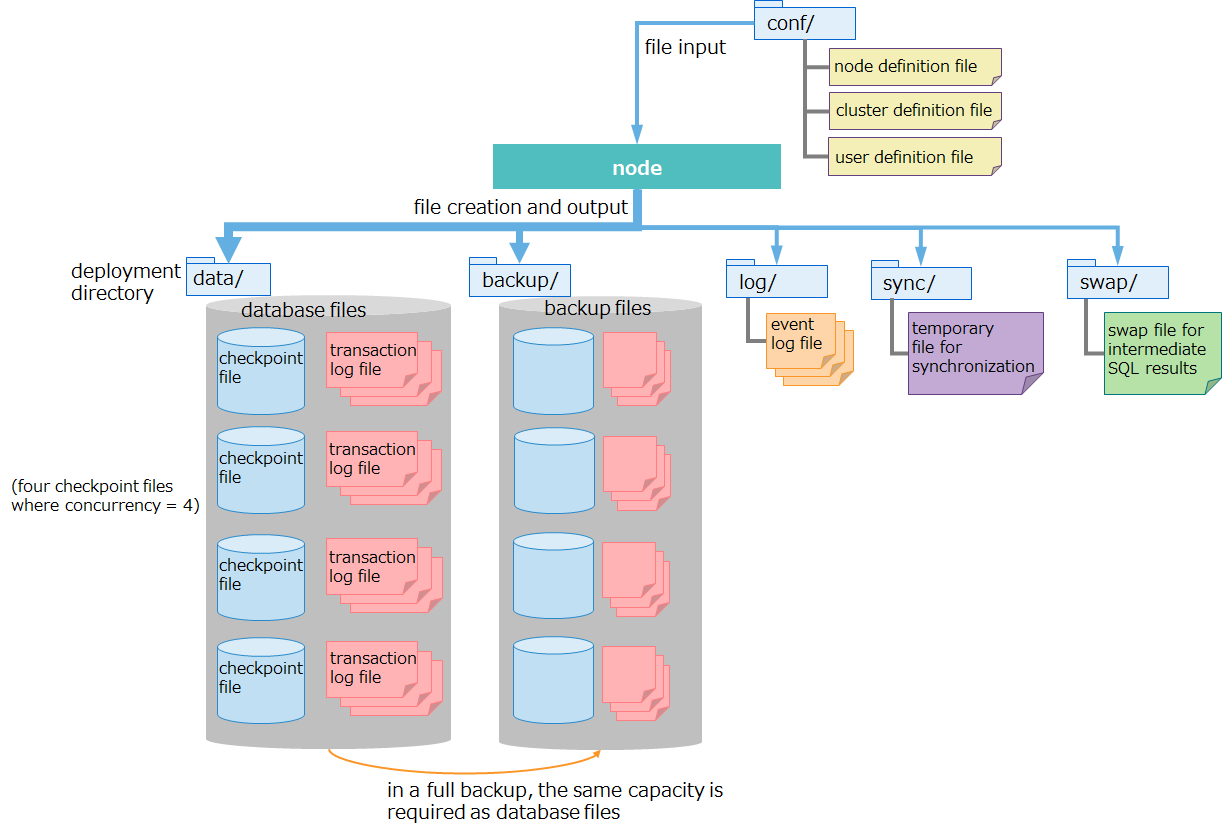 conf/
file input
node definition file
cluster definition file
user definition file
node
file creation and output
deployment
directory
data/
backup/
log/
sync/
swap/
database files
backup files
event
log file
temporary
file for
synchronization
swap file for
intermediate
SQL results
checkpoint
file
transaction
log file
checkpoint
file
transaction
log file
(four checkpoint files
where concurrency = 4)
checkpoint
file
transaction
log file
checkpoint
file
transaction
log file
in a full backup, the same capacity is
required as database files